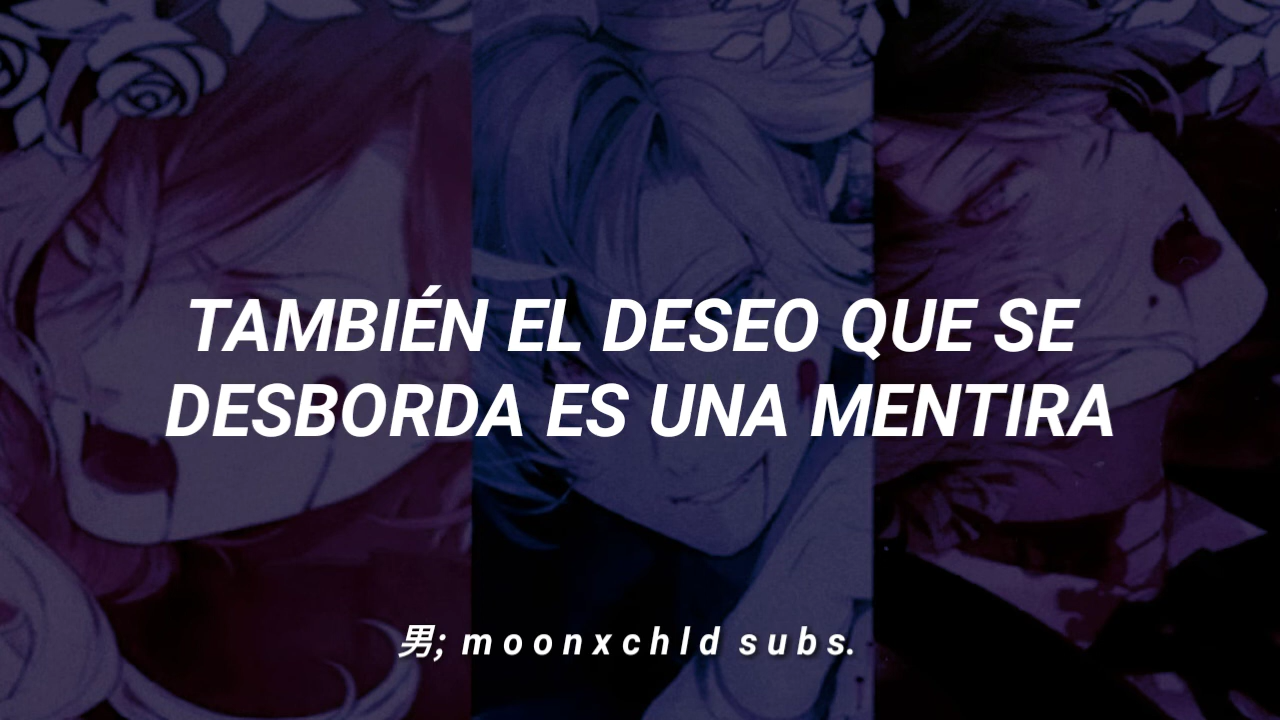 TAMBIÉN EL DESEO QUE SE
DESBORDA ES UNA MENTIRA
男; moonxchld subs.